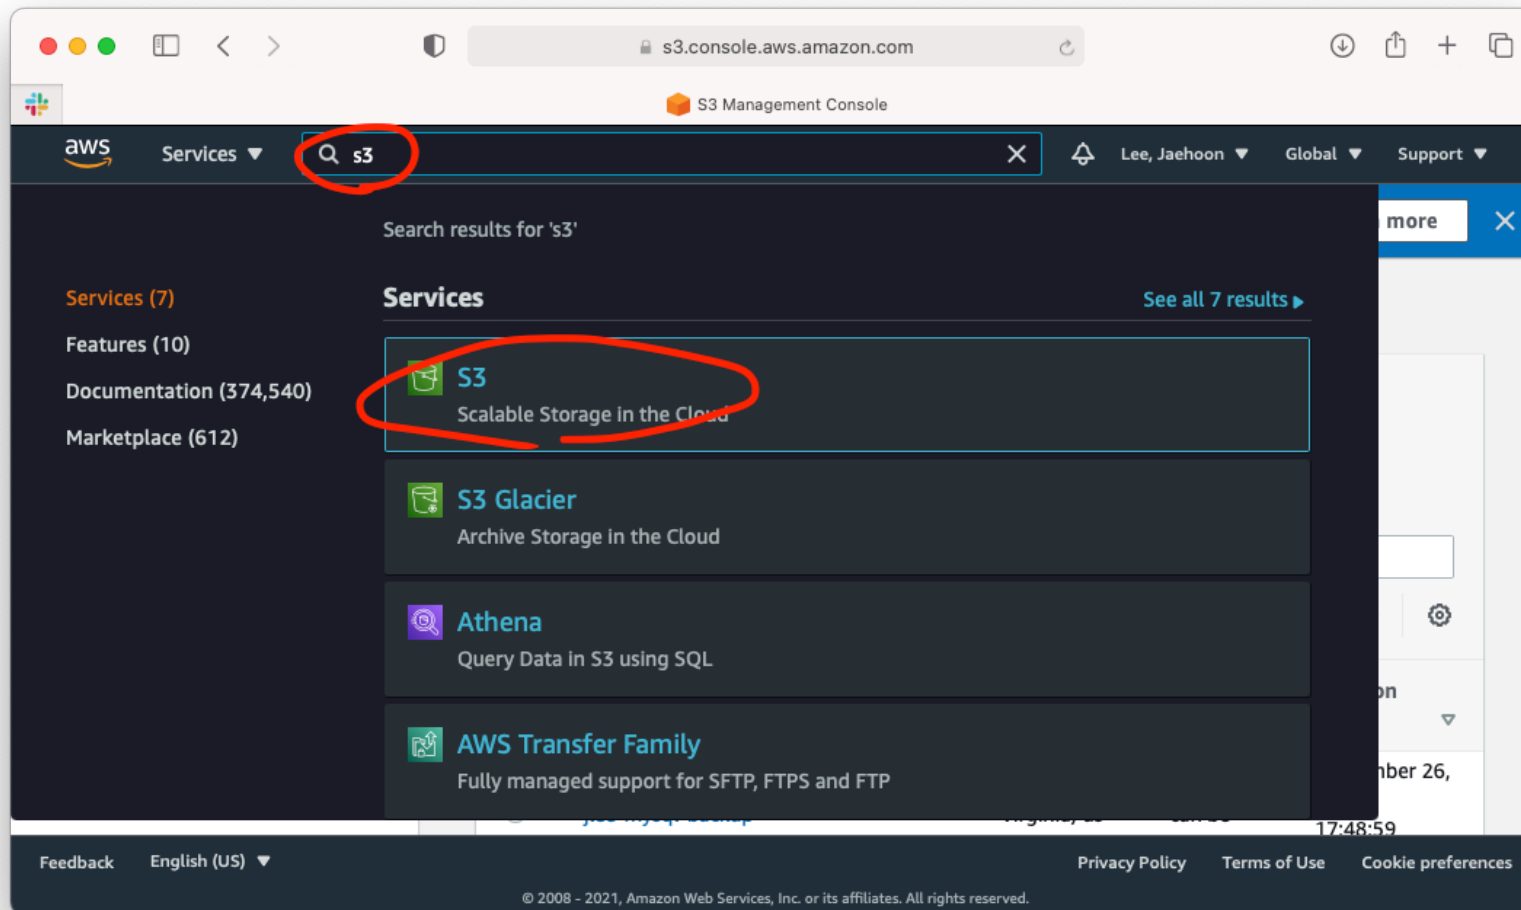 s3.console.aws.amazon.com
S3 Management Console
aws Services s3 Lee, Jaehoon Global Support
more
Search results for 's3'
Services (7)
Features (10)
Documentation (374,540)
Marketplace (612)
Services See all 7 results
S3
Scalable Storage in the Cloud
S3 Glacier
Archive Storage in the Cloud
Athena
Query Data in S3 using SQL
AWS Transfer Family
Fully managed support for SFTP, FTPS and FTP
26,
17:48:59
Feedback English (US) Privacy Policy Terms of Use Cookie preferences
© 2008 - 2021, Amazon Web Services, Inc. or its affiliates. All rights reserved.